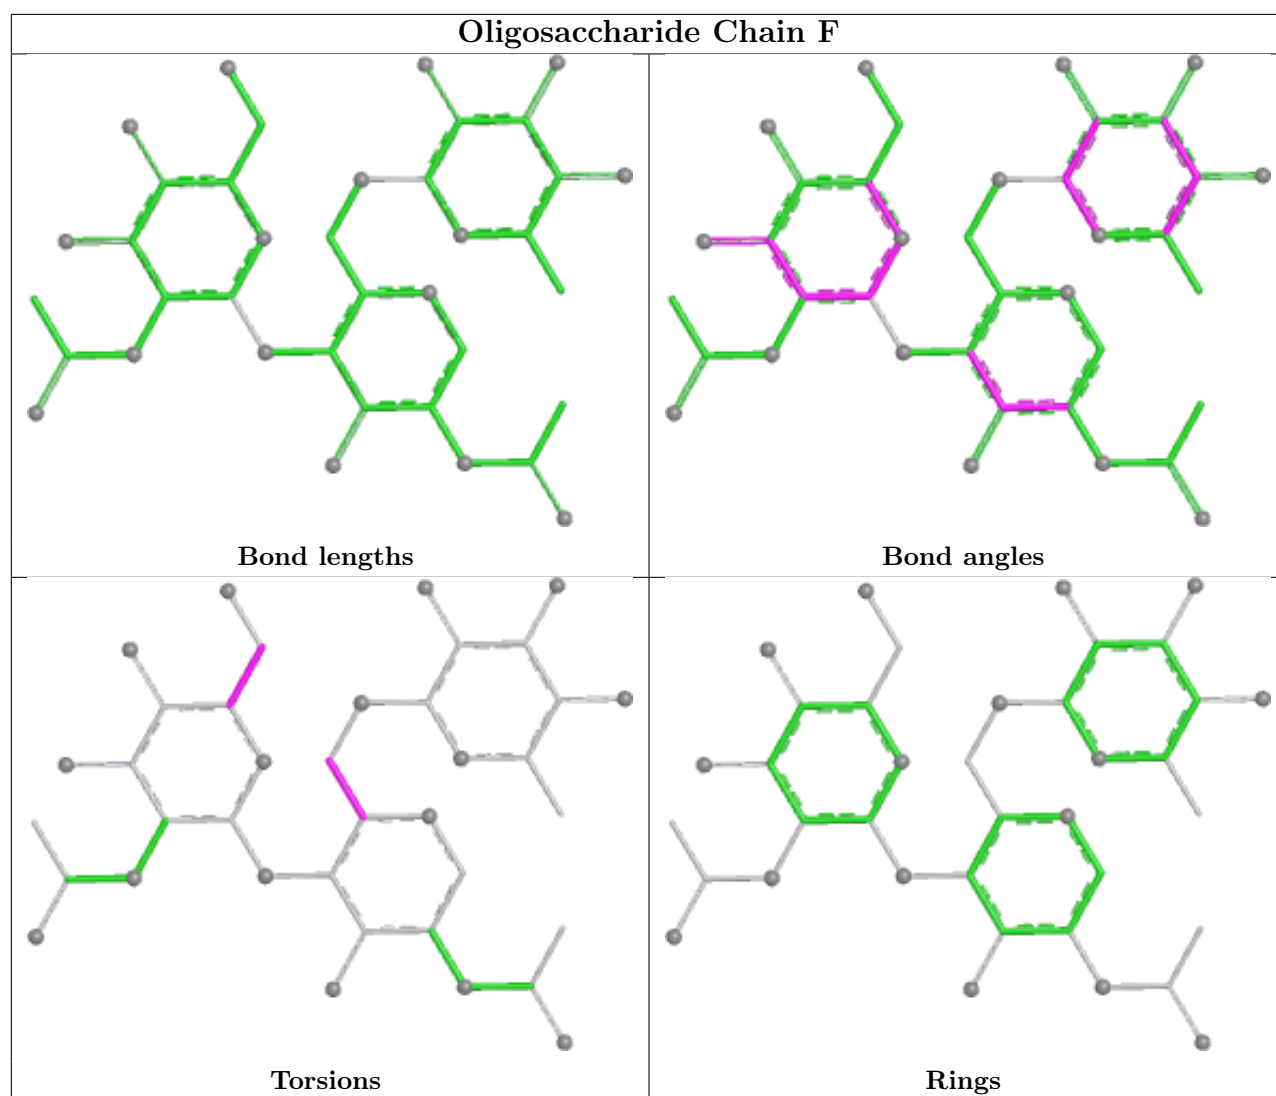 Oligosaccharide Chain F
Bond lengths
Bond angles
Torsions
Rings